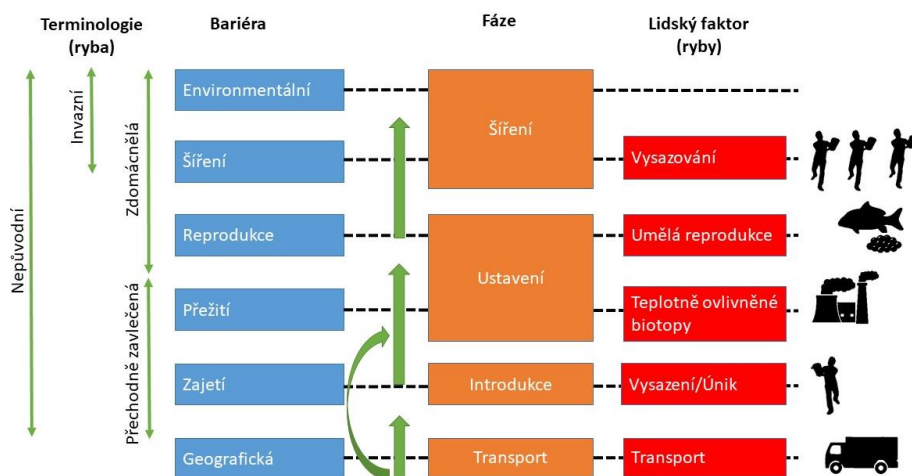 Terminologie
(ryba)
Bariéra
Fáze
Lidský faktor
(ryby)
Nepůvodní
Invazní
Zdomácnělá
Přechodně zavlečená
Environmentální
Šíření
Šíření
Vysazování
Reprodukce
Ustavení
Umělá reprodukce
Přežití
Teplotně ovlivněné
biotopy
Zajetí
Introdukce
Vysazení/Únik
Geografická
Transport
Transport